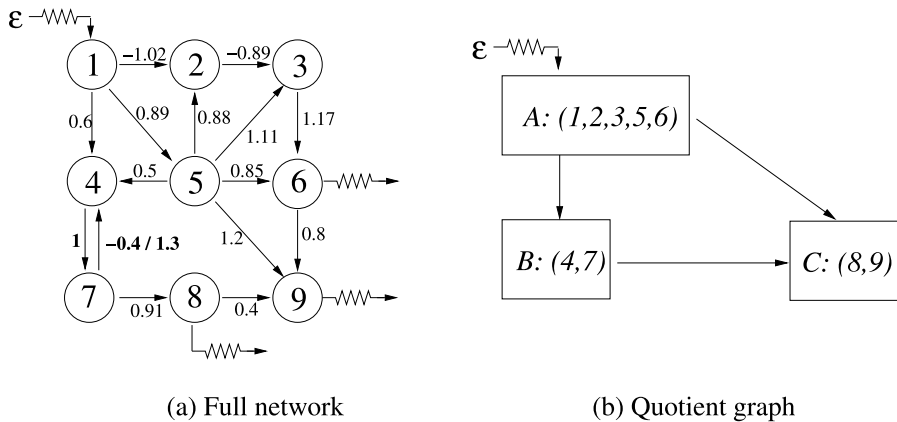 ε
ε
1 −1.02 2 −0.89 3
A: (1,2,3,5,6)
0.6 0.89 0.88 1.11 1.17
4 0.5 5 0.85 6
1 −0.4 / 1.3 1.2 0.8
B: (4,7)
C: (8,9)
7 0.91 8 0.4 9
(a) Full network
(b) Quotient graph